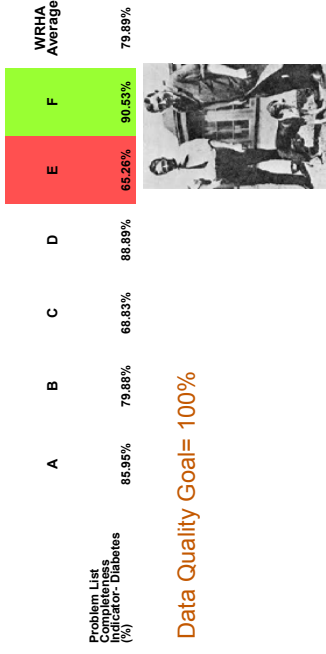 A B C D E F WRHA
Average
Problem List
Completeness
Indicator- Diabetes
(%)
85.95% 79.88% 68.83% 88.89% 65.26% 90.53% 79.89%
Data Quality Goal= 100%